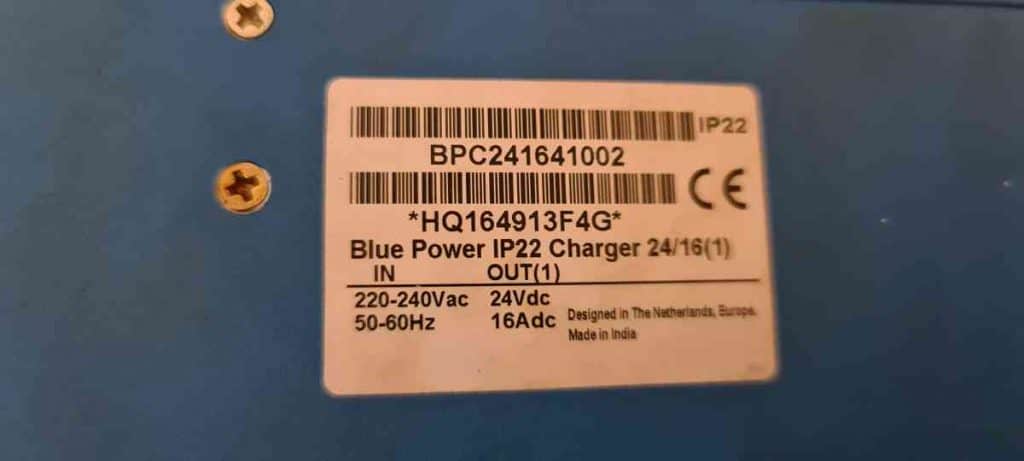 IP22
BPC241641002
CE
*HQ164913F4G*
Blue Power IP22 Charger 24/16(1)
IN OUT(1)
220-240Vac 24Vdc
50-60Hz 16Adc
Designed in The Netherlands, Europe.
Made in India